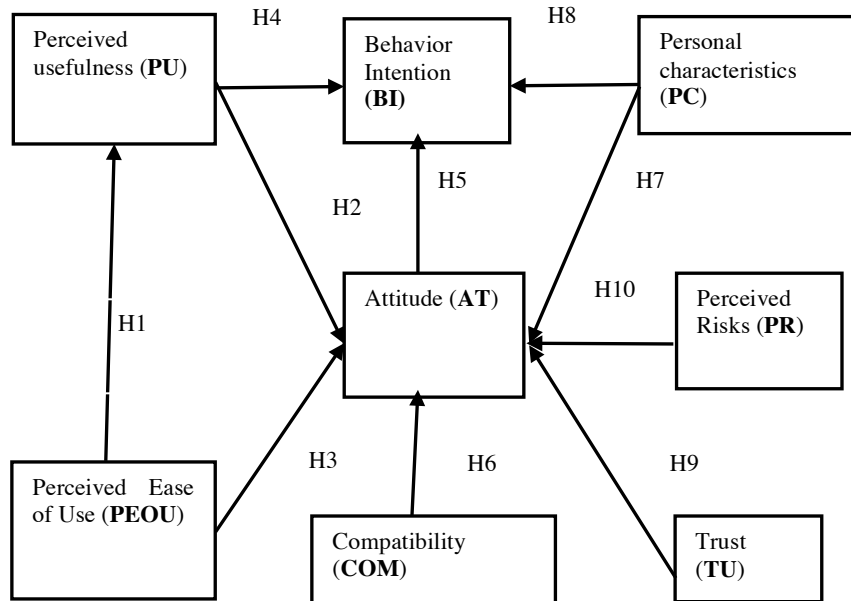 H4
H8
Perceived
usefulness (PU)
Behavior
Intention
(BI)
Personal
characteristics
(PC)
H5
H7
H2
Attitude (AT)
H10
Perceived
Risks (PR)
H1
H3
H6
H9
Perceived Ease
of Use (PEOU)
Compatibility
(COM)
Trust
(TU)